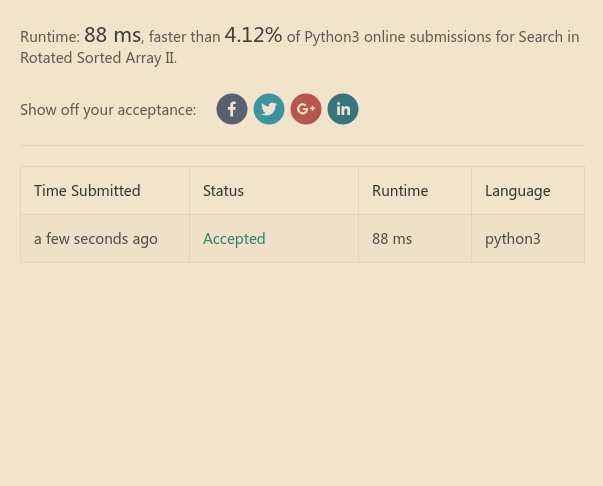 Runtime: 88 ms, faster than 4.12% of Python3 online submissions for Search in
Rotated Sorted Array II.
Show off your acceptance:
f
G+
in
Time Submitted Status Runtime Language
a few seconds ago Accepted 88 ms python3